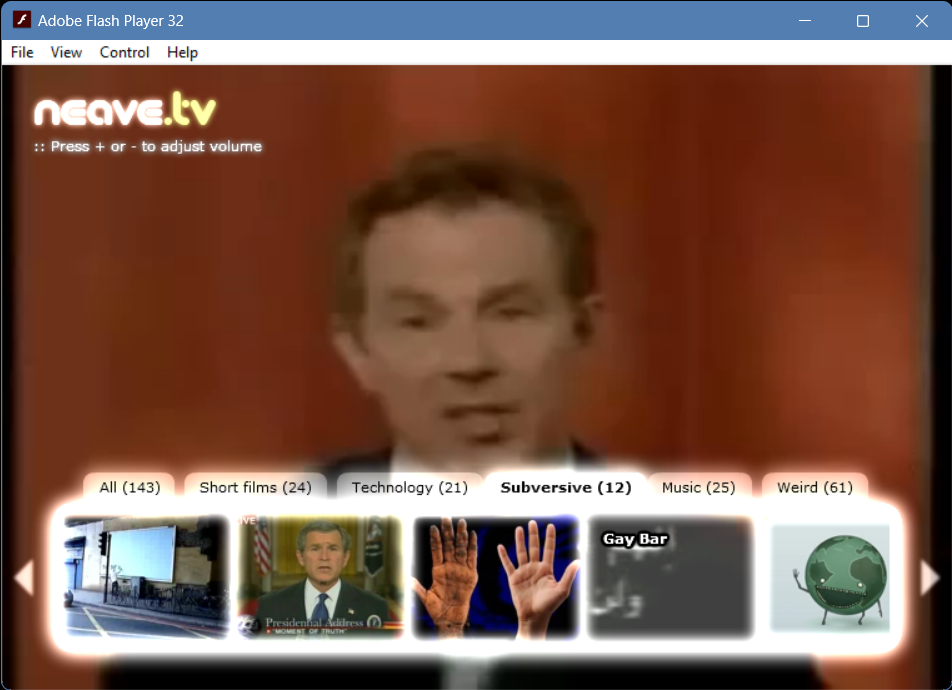 Adobe Flash Player 32
File View Control Help
neave.tv
:: Press + or - to adjust volume
All (143) Short films (24) Technology (21) Subversive (12) Music (25) Weird (61)
IVE
Gay Bar
Presidential Address
"MOMENT OF TRUTH"